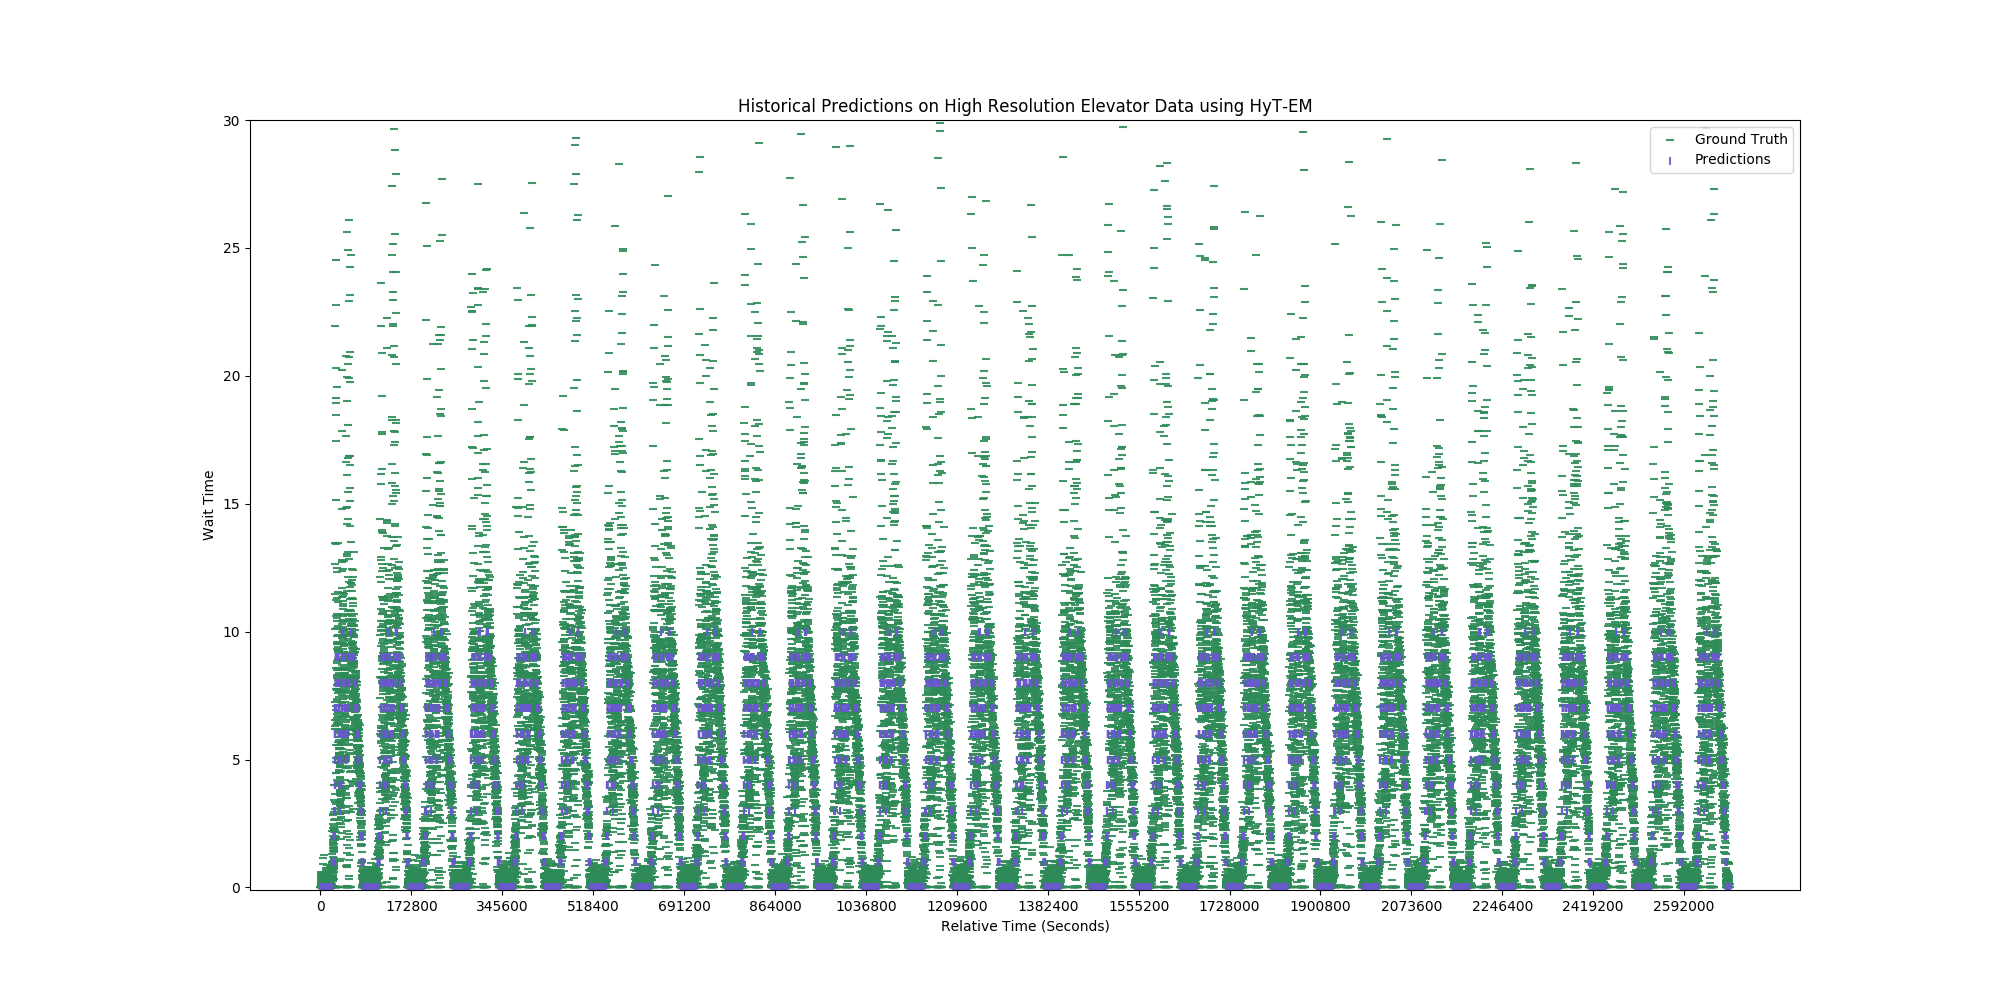 Historical Predictions on High Resolution Elevator Data using HyT-EM
Ground Truth
Predictions
30
25
20
15
10
5
0
Wait Time
0 172800 345600 518400 691200 864000 1036800 1209600 1382400 1555200 1728000 1900800 2073600 2246400 2419200 2592000
Relative Time (Seconds)